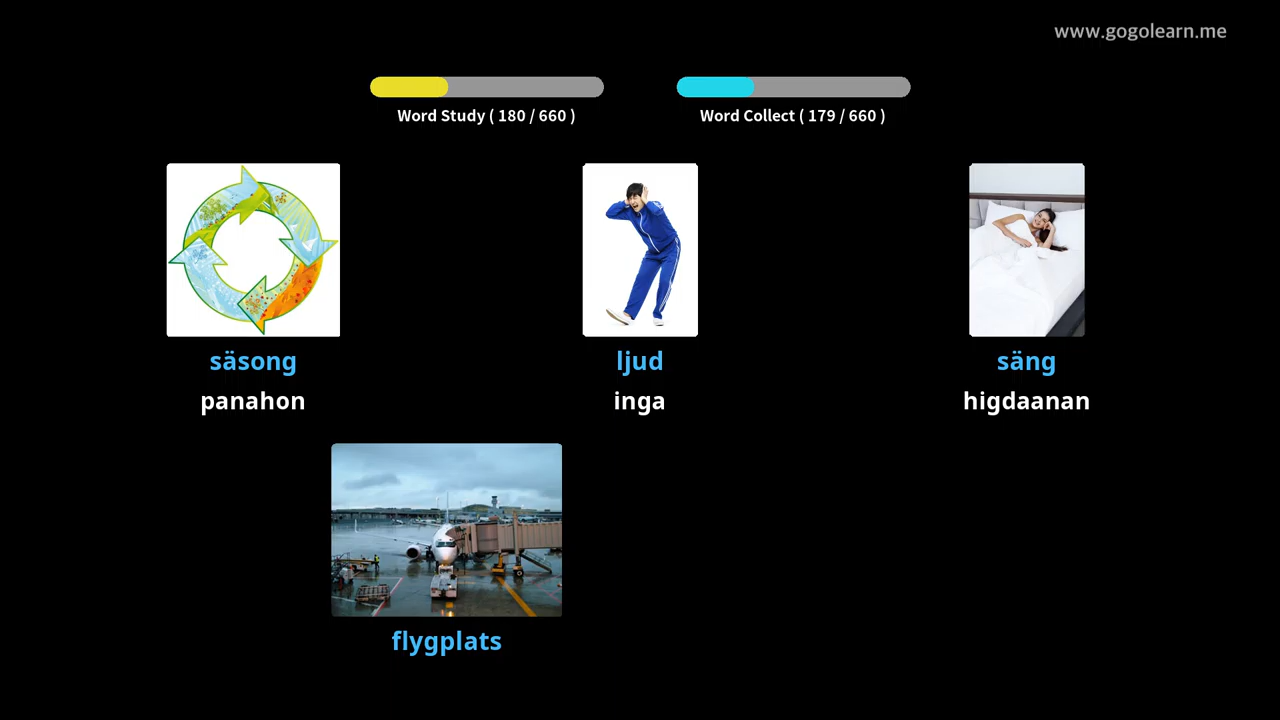 www.gogolearn.me
Word Study ( 180 / 660 )
Word Collect ( 179 / 660 )
säsong
ljud
säng
panahon
inga
higdaanan
flygplats